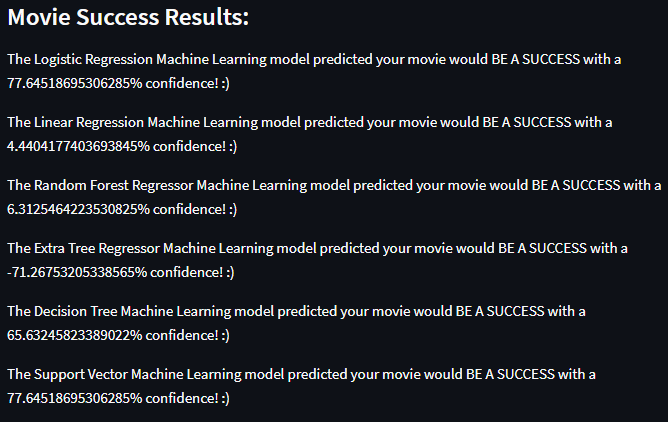 Movie Success Results:
The Logistic Regression Machine Learning model predicted your movie would BE A SUCCESS with a
77.64518695306285% confidence! :)
The Linear Regression Machine Learning model predicted your movie would BE A SUCCESS with a
4.4404177403693845% confidence! :)
The Random Forest Regressor Machine Learning model predicted your movie would BE A SUCCESS with a
6.3125464223530825% confidence! :)
The Extra Tree Regressor Machine Learning model predicted your movie would BE A SUCCESS with a
-71.26753205338565% confidence! :)
The Decision Tree Machine Learning model predicted your movie would BE A SUCCESS with a
65.63245823389022% confidence! :)
The Support Vector Machine Learning model predicted your movie would BE A SUCCESS with a
77.64518695306285% confidence! :)